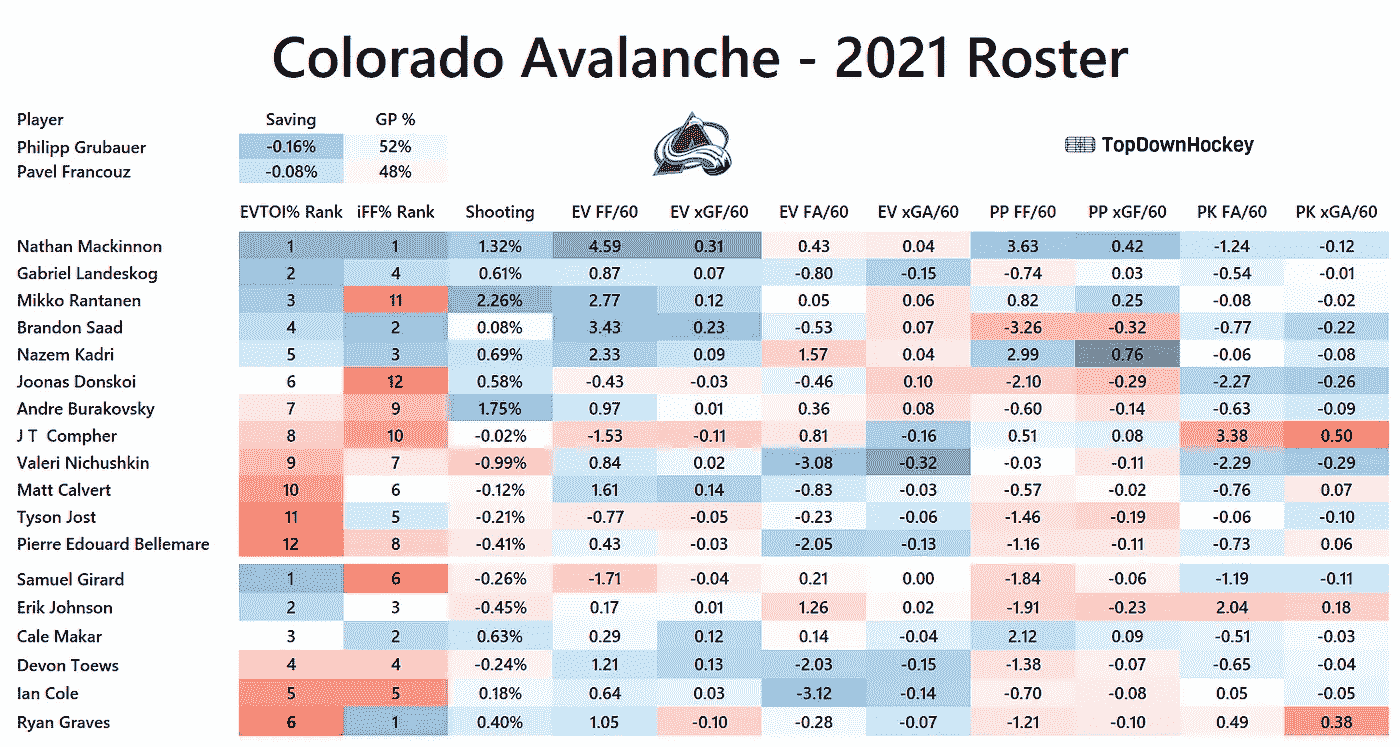 Colorado Avalanche - 2021 Roster
Player Saving GP %
Philipp Grubauer -0.16% 52%
TopDownHockey
Pavel Francouz -0.08% 48%
EVTOI% Rank iFF% Rank Shooting EV FF/60 EV xGF/60 EV FA/60 EV xGA/60 PP FF/60 PP xGF/60 PK FA/60 PK xGA/60
Nathan Mackinnon 1 1 1.32% 4.59 0.31 0.43 0.04 3.63 0.42 -1.24 -0.12
Gabriel Landeskog 2 4 0.61% 0.87 0.07 -0.80 -0.15 -0.74 0.03 -0.54 -0.01
Mikko Rantanen 3 11 2.26% 2.77 0.12 0.05 0.06 0.82 0.25 -0.08 -0.02
Brandon Saad 4 2 0.08% 3.43 0.23 -0.53 0.07 -3.26 -0.32 -0.77 -0.22
Nazem Kadri 5 3 0.69% 2.33 0.09 1.57 0.04 2.99 0.76 -0.06 -0.08
Joonas Donskoi 6 12 0.58% -0.43 -0.03 -0.46 0.10 -2.10 -0.29 -2.27 -0.26
Andre Burakovsky 7 9 1.75% 0.97 0.01 0.36 0.08 -0.60 -0.14 -0.63 -0.09
J T Compher 8 10 -0.02% -1.53 -0.11 0.81 -0.16 0.51 0.08 3.38 0.50
Valeri Nichushkin 9 7 -0.99% 0.84 0.02 -3.08 -0.32 -0.03 -0.11 -2.29 -0.29
Matt Calvert 10 6 -0.12% 1.61 0.14 -0.83 -0.03 -0.57 -0.02 -0.76 0.07
Tyson Jost 11 5 -0.21% -0.77 -0.05 -0.23 -0.06 -1.46 -0.19 -0.06 -0.10
Pierre Edouard Bellemare 12 8 -0.41% 0.43 -0.03 -2.05 -0.13 -1.16 -0.11 -0.73 0.06
Samuel Girard 1 6 -0.26% -1.71 -0.04 0.21 0.00 -1.84 -0.06 -1.19 -0.11
Erik Johnson 2 3 -0.45% 0.17 0.01 1.26 0.02 -1.91 -0.23 2.04 0.18
Cale Makar 3 2 0.63% 0.29 0.12 0.14 -0.04 2.12 0.09 -0.51 -0.03
Devon Toews 4 4 -0.24% 1.21 0.13 -2.03 -0.15 -1.38 -0.07 -0.65 -0.04
Ian Cole 5 5 0.18% 0.64 0.03 -3.12 -0.14 -0.70 -0.08 0.05 -0.05
Ryan Graves 6 1 0.40% 1.05 -0.10 -0.28 -0.07 -1.21 -0.10 0.49 0.38